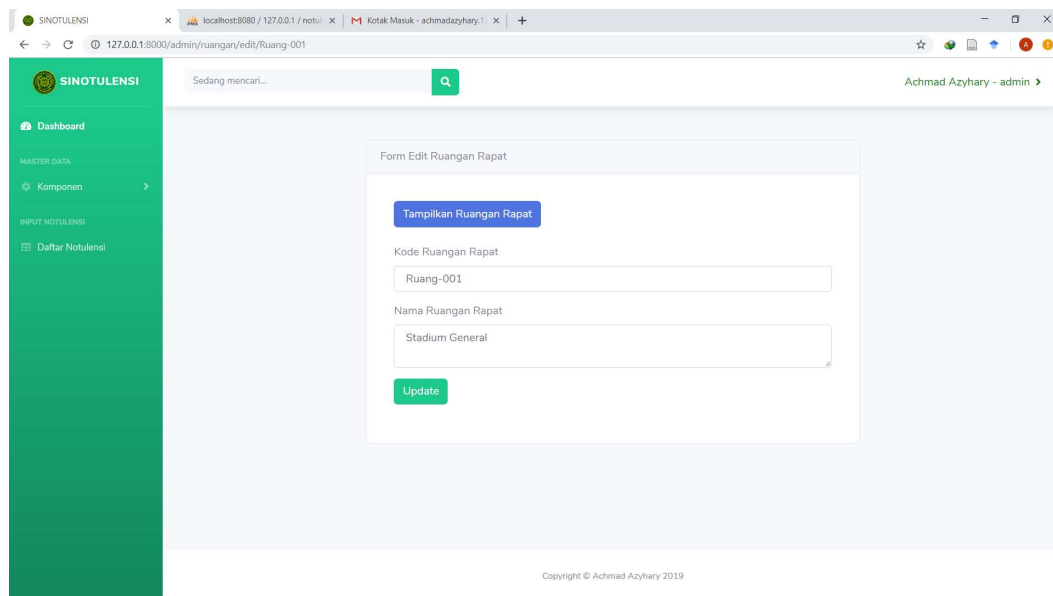 SINOTULENSI
localhost:8080 / 127.0.0.1 / notul
Kotak Masuk - achmadazyhary.1
127.0.0.1:8000/admin/ruangan/edit/Ruang-001
SINOTULENSI
Sedang mencari...
Achmad Azyhary - admin
Dashboard
MASTER DATA
Komponen
INPUT NOTULENSI
Daftar Notulensi
Form Edit Ruangan Rapat
Tampilkan Ruangan Rapat
Kode Ruangan Rapat
Ruang-001
Nama Ruangan Rapat
Stadium General
Update
Copyright © Achmad Azyhary 2019